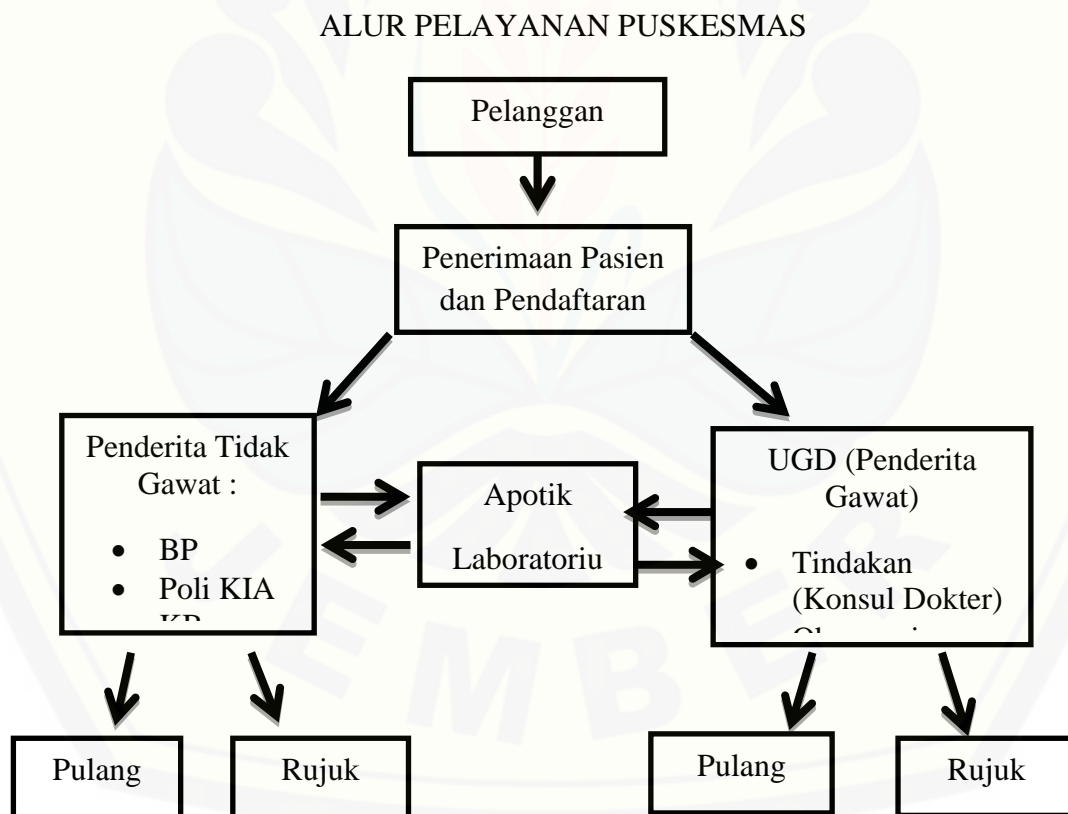 ALUR PELAYANAN PUSKESMAS
Pelanggan
Penerimaan Pasien
dan Pendaftaran
Penderita Tidak
Gawat :
• BP
• Poli KIA
Apotik
Laboratoriu
UGD (Penderita
Gawat)
• Tindakan
(Konsul Dokter)
Pulang
Rujuk
Pulang
Rujuk
JEMBER